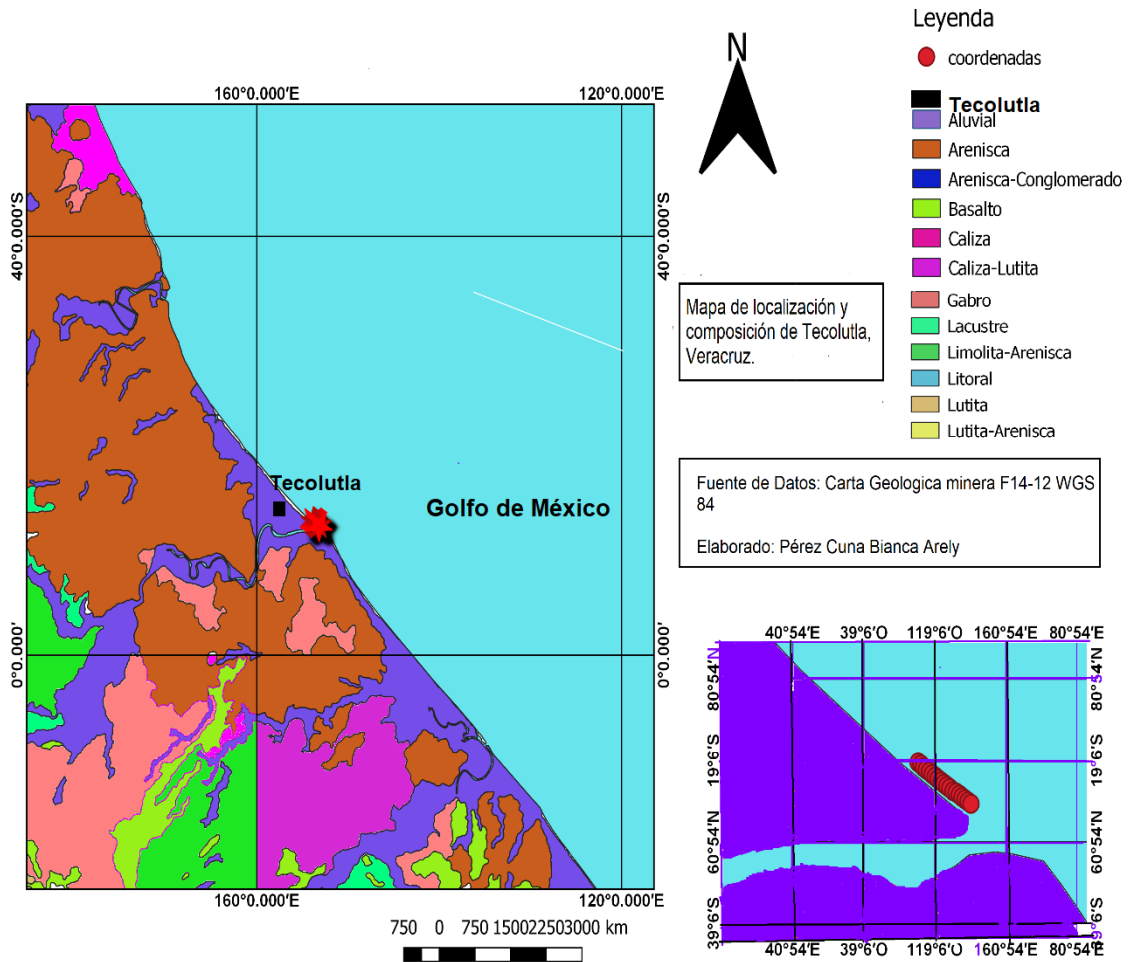 160°0.000'E 120°0.000'E
40°0.000'S 40°0.000'S
Tecolutla
Golfo de México
0°0.000' 0°0.000'
160°0.000'E 120°0.000'E
750 0 750 150022503000 km
N
Leyenda
coordenadas
Tecolutla
Aluvial
Arenisca
Arenisca-Conglomerado
Basalto
Caliza
Caliza-Lutita
Gabro
Lacustre
Limolita-Arenisca
Litoral
Lutita
Lutita-Arenisca
Mapa de localización y
composición de Tecolutla,
Veracruz.
Fuente de Datos: Carta Geologica minera F14-12 WGS
84
Elaborado: Pérez Cuna Bianca Arely
40°54'E 39°6'O 119°6'O 160°54'E 80°54'E
80°54'N 80°54'N
19°6'S 19°6'S
60°54'N 60°54'N
39°6'S 39°6'S
40°54'E 39°6'O 119°6'O 160°54'E 80°54'E